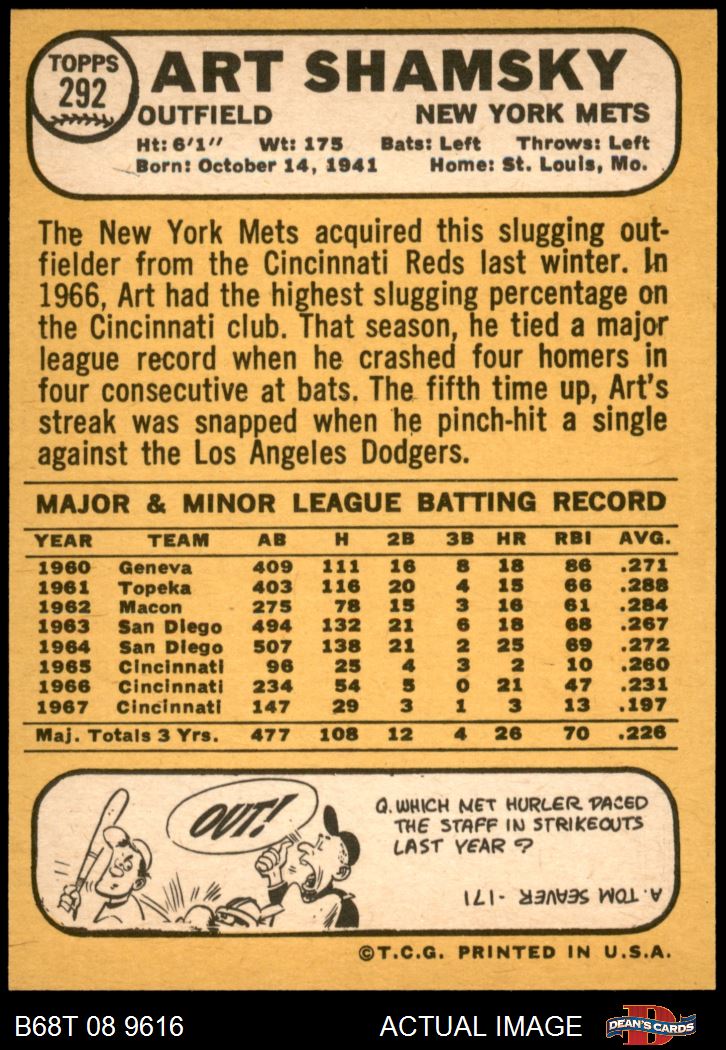 TOPPS
292
ART SHAMSKY
OUTFIELD NEW YORK METS
Ht: 6'1" Wt: 175 Bats: Left Throws: Left
Born: October 14, 1941 Home: St. Louis, Mo.
The New York Mets acquired this slugging out-
fielder from the Cincinnati Reds last winter. In
1966, Art had the highest slugging percentage on
the Cincinnati club. That season, he tied a major
league record when he crashed four homers in
four consecutive at bats. The fifth time up, Art's
streak was snapped when he pinch-hit a single
against the Los Angeles Dodgers.
MAJOR & MINOR LEAGUE BATTING RECORD
YEAR TEAM AB H 2B 3B HR RBI AVG.
1960 Geneva 409 111 16 8 18 86 .271
1961 Topeka 403 116 20 4 15 66 .288
1962 Macon 275 78 15 3 16 61 .284
1963 San Diego 494 132 21 6 18 68 .267
1964 San Diego 507 138 21 2 25 69 .272
1965 Cincinnati 96 25 4 3 2 10 .260
1966 Cincinnati 234 54 5 0 21 47 .231
1967 Cincinnati 147 29 3 1 3 13 .197
Maj. Totals 3 Yrs. 477 108 12 4 26 70 .226
OUT!
Q. WHICH MET HURLER PACED
THE STAFF IN STRIKEOUTS
LAST YEAR?
A. TOM SEAVER - 171
©T.C.G. PRINTED IN U.S.A.
B68T 08 9616 ACTUAL IMAGE
D
DEAN'S CARDS